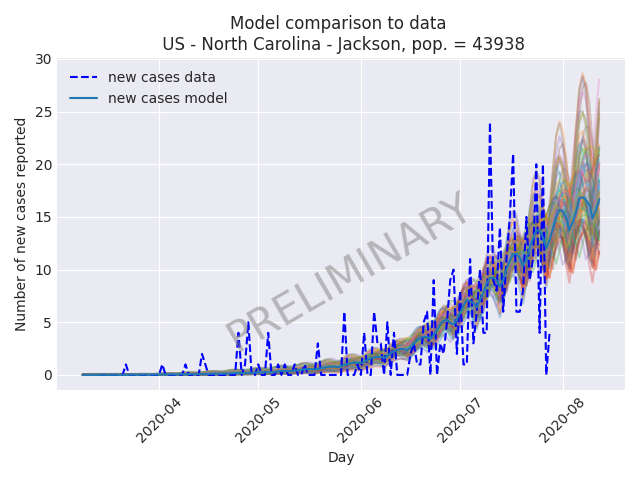 Model comparison to data
US - North Carolina - Jackson, pop. = 43938
new cases data
new cases model
Number of new cases reported
30
25
20
15
10
5
0
PRELIMINARY
2020-04
2020-05
2020-06
2020-07
2020-08
Day